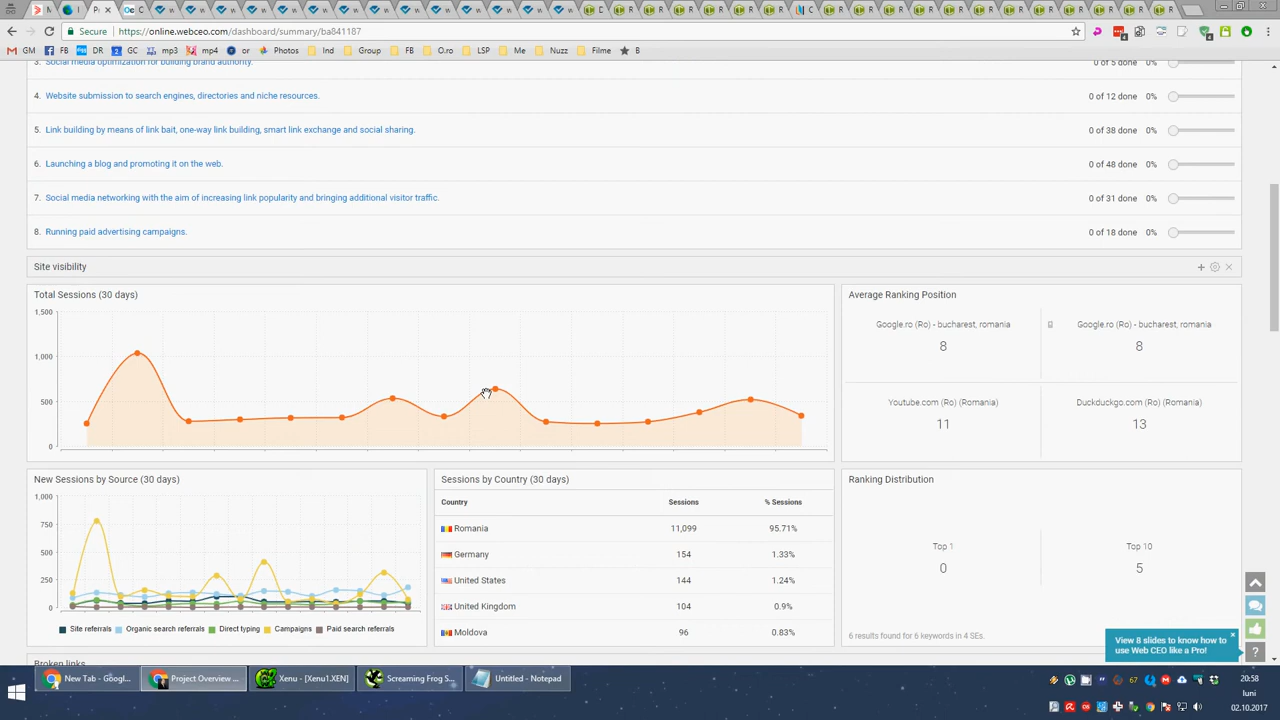 Secure
https://online.webceo.com/dashboard/summary/ba841187
GM FB DR GC mp3 mp4 or Photos Ind Group FB O.ro LSP Me Nuzz Filme B
3. Social media optimization for building brand authority. 0 of 5 done 0%
4. Website submission to search engines, directories and niche resources. 0 of 12 done 0%
5. Link building by means of link bait, one-way link building, smart link exchange and social sharing. 0 of 38 done 0%
6. Launching a blog and promoting it on the web. 0 of 48 done 0%
7. Social media networking with the aim of increasing link popularity and bringing additional visitor traffic. 0 of 31 done 0%
8. Running paid advertising campaigns. 0 of 18 done 0%
Site visibility
Total Sessions (30 days)
1,500
1,000
500
0
Average Ranking Position
Google.ro (Ro) - bucharest, romania
8
Google.ro (Ro) - bucharest, romania
8
Youtube.com (Ro) (Romania)
11
Duckduckgo.com (Ro) (Romania)
13
New Sessions by Source (30 days)
1,000
750
500
250
0
Site referrals Organic search referrals Direct typing Campaigns Paid search referrals
Sessions by Country (30 days)
Country Sessions % Sessions
Romania 11,099 95.71%
Germany 154 1.33%
United States 144 1.24%
United Kingdom 104 0.9%
Moldova 96 0.83%
Ranking Distribution
Top 1
0
Top 10
5
6 results found for 6 keywords in 4 SEs.
View 8 slides to know how to
use Web CEO like a Pro!
?
Broken links
New Tab - Google...
Project Overview ...
Xenu - [Xenu1.XEN]
Screaming Frog S...
Untitled - Notepad
67
20:58
luni
02.10.2017